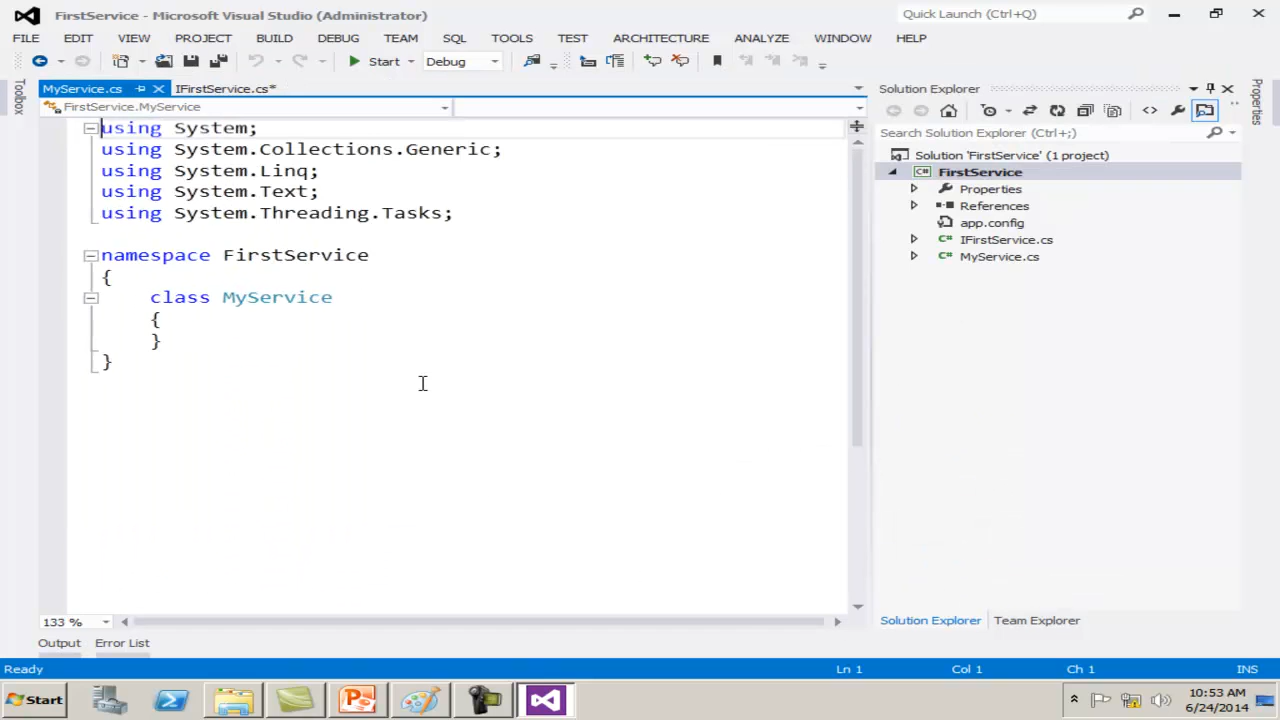 FirstService - Microsoft Visual Studio (Administrator)
Quick Launch (Ctrl+Q)
FILE EDIT VIEW PROJECT BUILD DEBUG TEAM SQL TOOLS TEST ARCHITECTURE ANALYZE WINDOW HELP
Start Debug
Toolbox
MyService.cs IFirstService.cs*
FirstService.MyService
using System;
using System.Collections.Generic;
using System.Linq;
using System.Text;
using System.Threading.Tasks;
namespace FirstService
{
class MyService
{
}
}
133 %
Output Error List
Solution Explorer
Search Solution Explorer (Ctrl+;)
Solution 'FirstService' (1 project)
C# FirstService
Properties
References
app.config
C# IFirstService.cs
C# MyService.cs
Solution Explorer Team Explorer
Properties
Ready Ln 1 Col 1 Ch 1 INS
Start
10:53 AM
6/24/2014